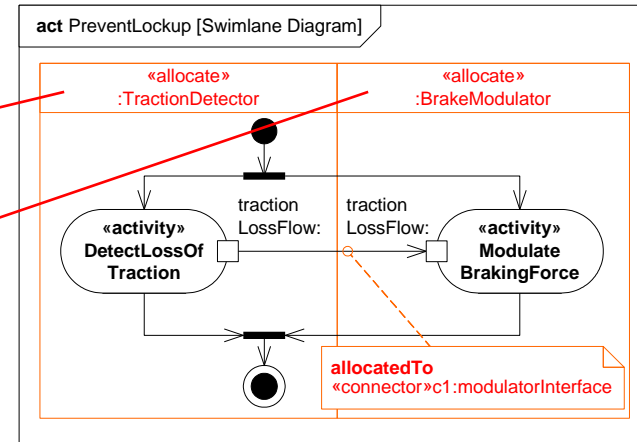 act PreventLockup [Swimlane Diagram]
«allocate»
:TractionDetector
«allocate»
:BrakeModulator
traction
LossFlow:
traction
LossFlow:
«activity»
DetectLossOf
Traction
«activity»
Modulate
BrakingForce
allocatedTo
«connector»c1:modulatorInterface